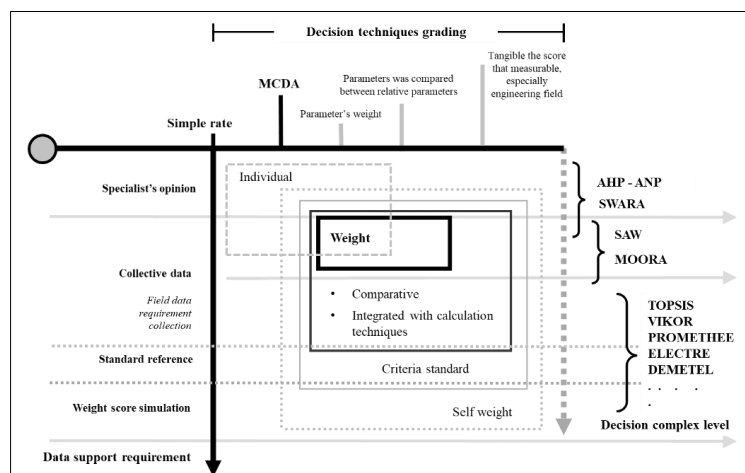 Decision techniques grading
Tangible the score
that measurable,
especially
engineering field
Parameters was compared
between relative parameters
MCDA
Parameter's weight
Simple rate
Specialist's opinion
Individual
AHP - ANP
SWARA
Weight
SAW
MOORA
Collective data
Field data
requirement
collection
• Comparative
• Integrated with calculation
techniques
TOPSIS
VIKOR
PROMETHEE
ELECTRE
DEMETEL
. . . .
.
Standard reference
Criteria standard
Weight score simulation
Self weight
Decision complex level
Data support requirement